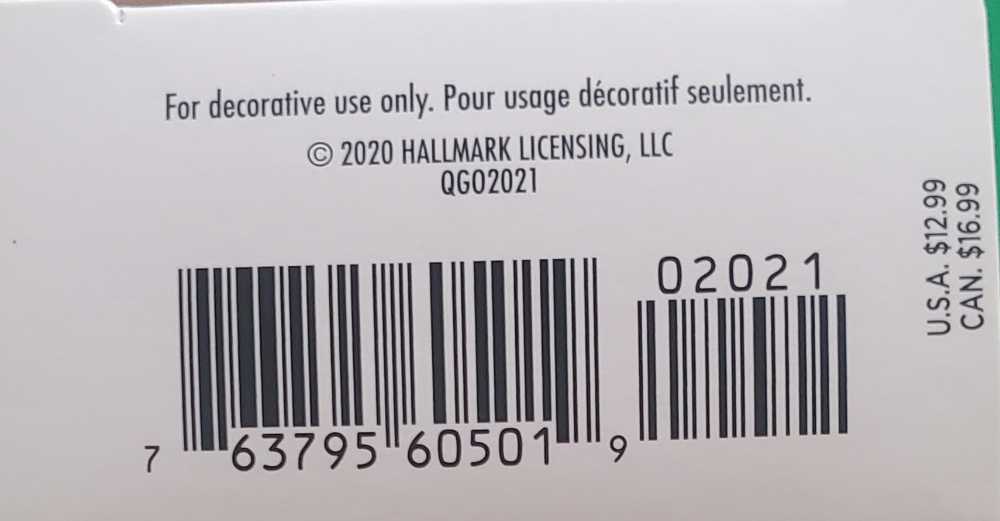 For decorative use only. Pour usage décoratif seulement.
© 2020 HALLMARK LICENSING, LLC
QGO2021
U.S.A. $12.99
CAN. $16.99
02021
7 63795 60501 9